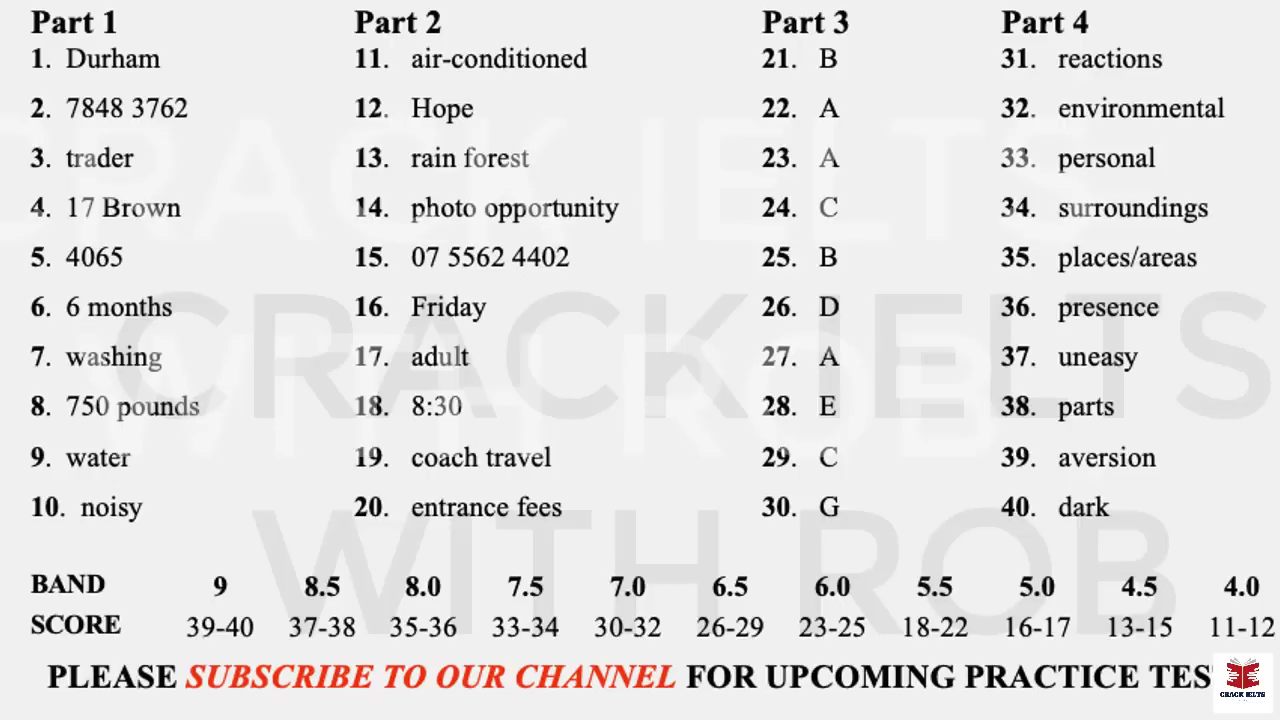 Part 1 Part 2 Part 3 Part 4
1. Durham 11. air-conditioned 21. B 31. reactions
2. 7848 3762 12. Hope 22. A 32. environmental
3. trader 13. rain forest 23. A 33. personal
4. 17 Brown 14. photo opportunity 24. C 34. surroundings
5. 4065 15. 07 5562 4402 25. B 35. places/areas
6. 6 months 16. Friday 26. D 36. presence
7. washing 17. adult 27. A 37. uneasy
8. 750 pounds 18. 8:30 28. E 38. parts
9. water 19. coach travel 29. C 39. aversion
10. noisy 20. entrance fees 30. G 40. dark
BAND 9 8.5 8.0 7.5 7.0 6.5 6.0 5.5 5.0 4.5 4.0
SCORE 39-40 37-38 35-36 33-34 30-32 26-29 23-25 18-22 16-17 13-15 11-12
PLEASE SUBSCRIBE TO OUR CHANNEL FOR UPCOMING PRACTICE TES
CRACK IELTS
CRACK IELTS
WITH ROB
CRACK IELTS
WITH ROB